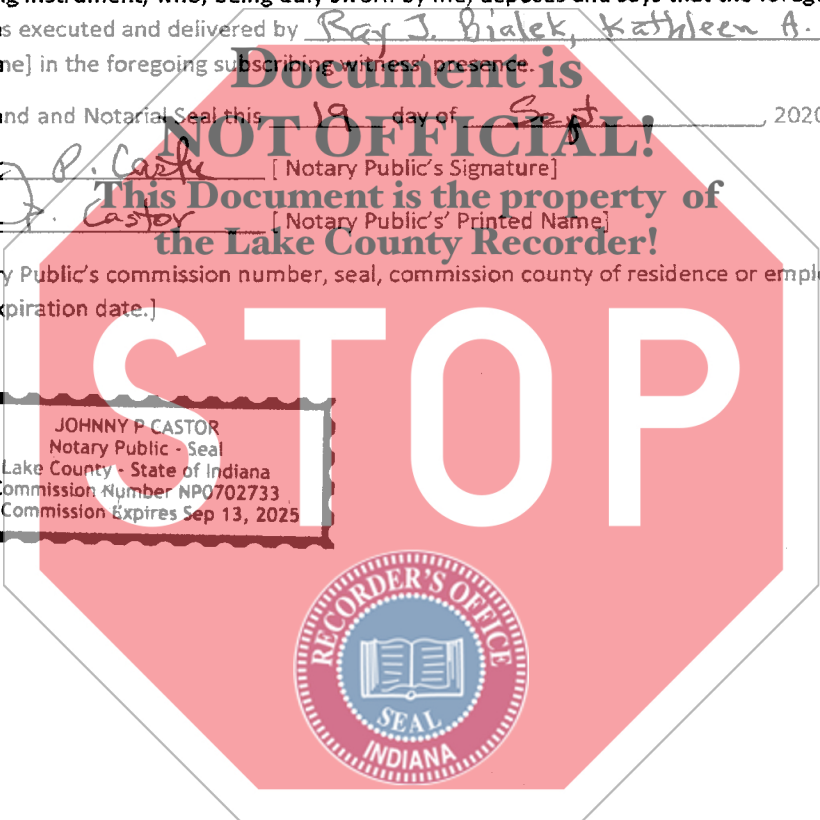 ng instrument, who, being duly sworn by me, deposes and says that the forego
s executed and delivered by Ray J. Bialek, Kathleen A.
ne] in the foregoing subscribing witness' presence.
Document is
and and Notarial Seal this 19 day of Sept , 2020
NOT OFFICIAL!
P. Castor [ Notary Public's Signature]
This Document is the property of
P. Castor [ Notary Public's' Printed Name]
the Lake County Recorder!
y Public's commission number, seal, commission county of residence or empl
xpiration date.]
STOP
JOHNNY P CASTOR
Notary Public - Seal
Lake County - State of Indiana
ommission Number NP0702733
Commission Expires Sep 13, 2025
RECORDER'S OFFICE
SEAL
INDIANA